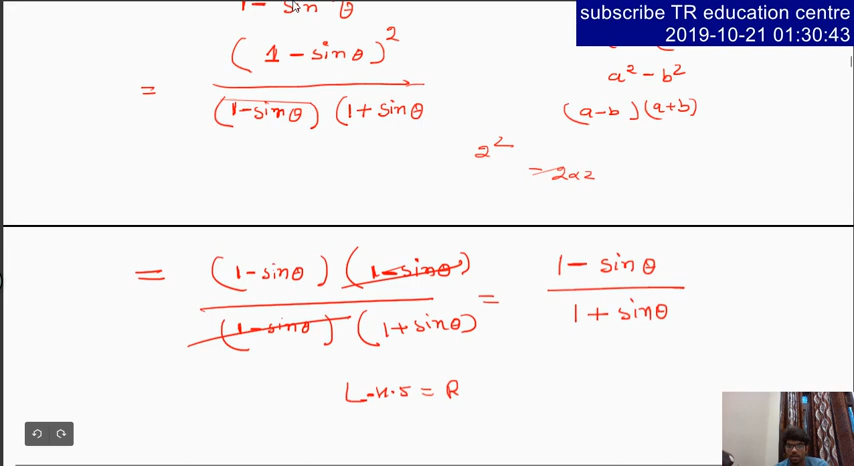 subscribe TR education centre
2019-10-21 01:30:43
1 - sin θ
(1 - sinθ)²
= (1-sinθ) (1 + sinθ
a² - b²
(a-b) (a+b)
2²
= 2×2
= (1-sinθ) (1-sinθ) = 1 - sinθ
(1-sinθ) (1+sinθ) 1 + sinθ
L-H.S = R